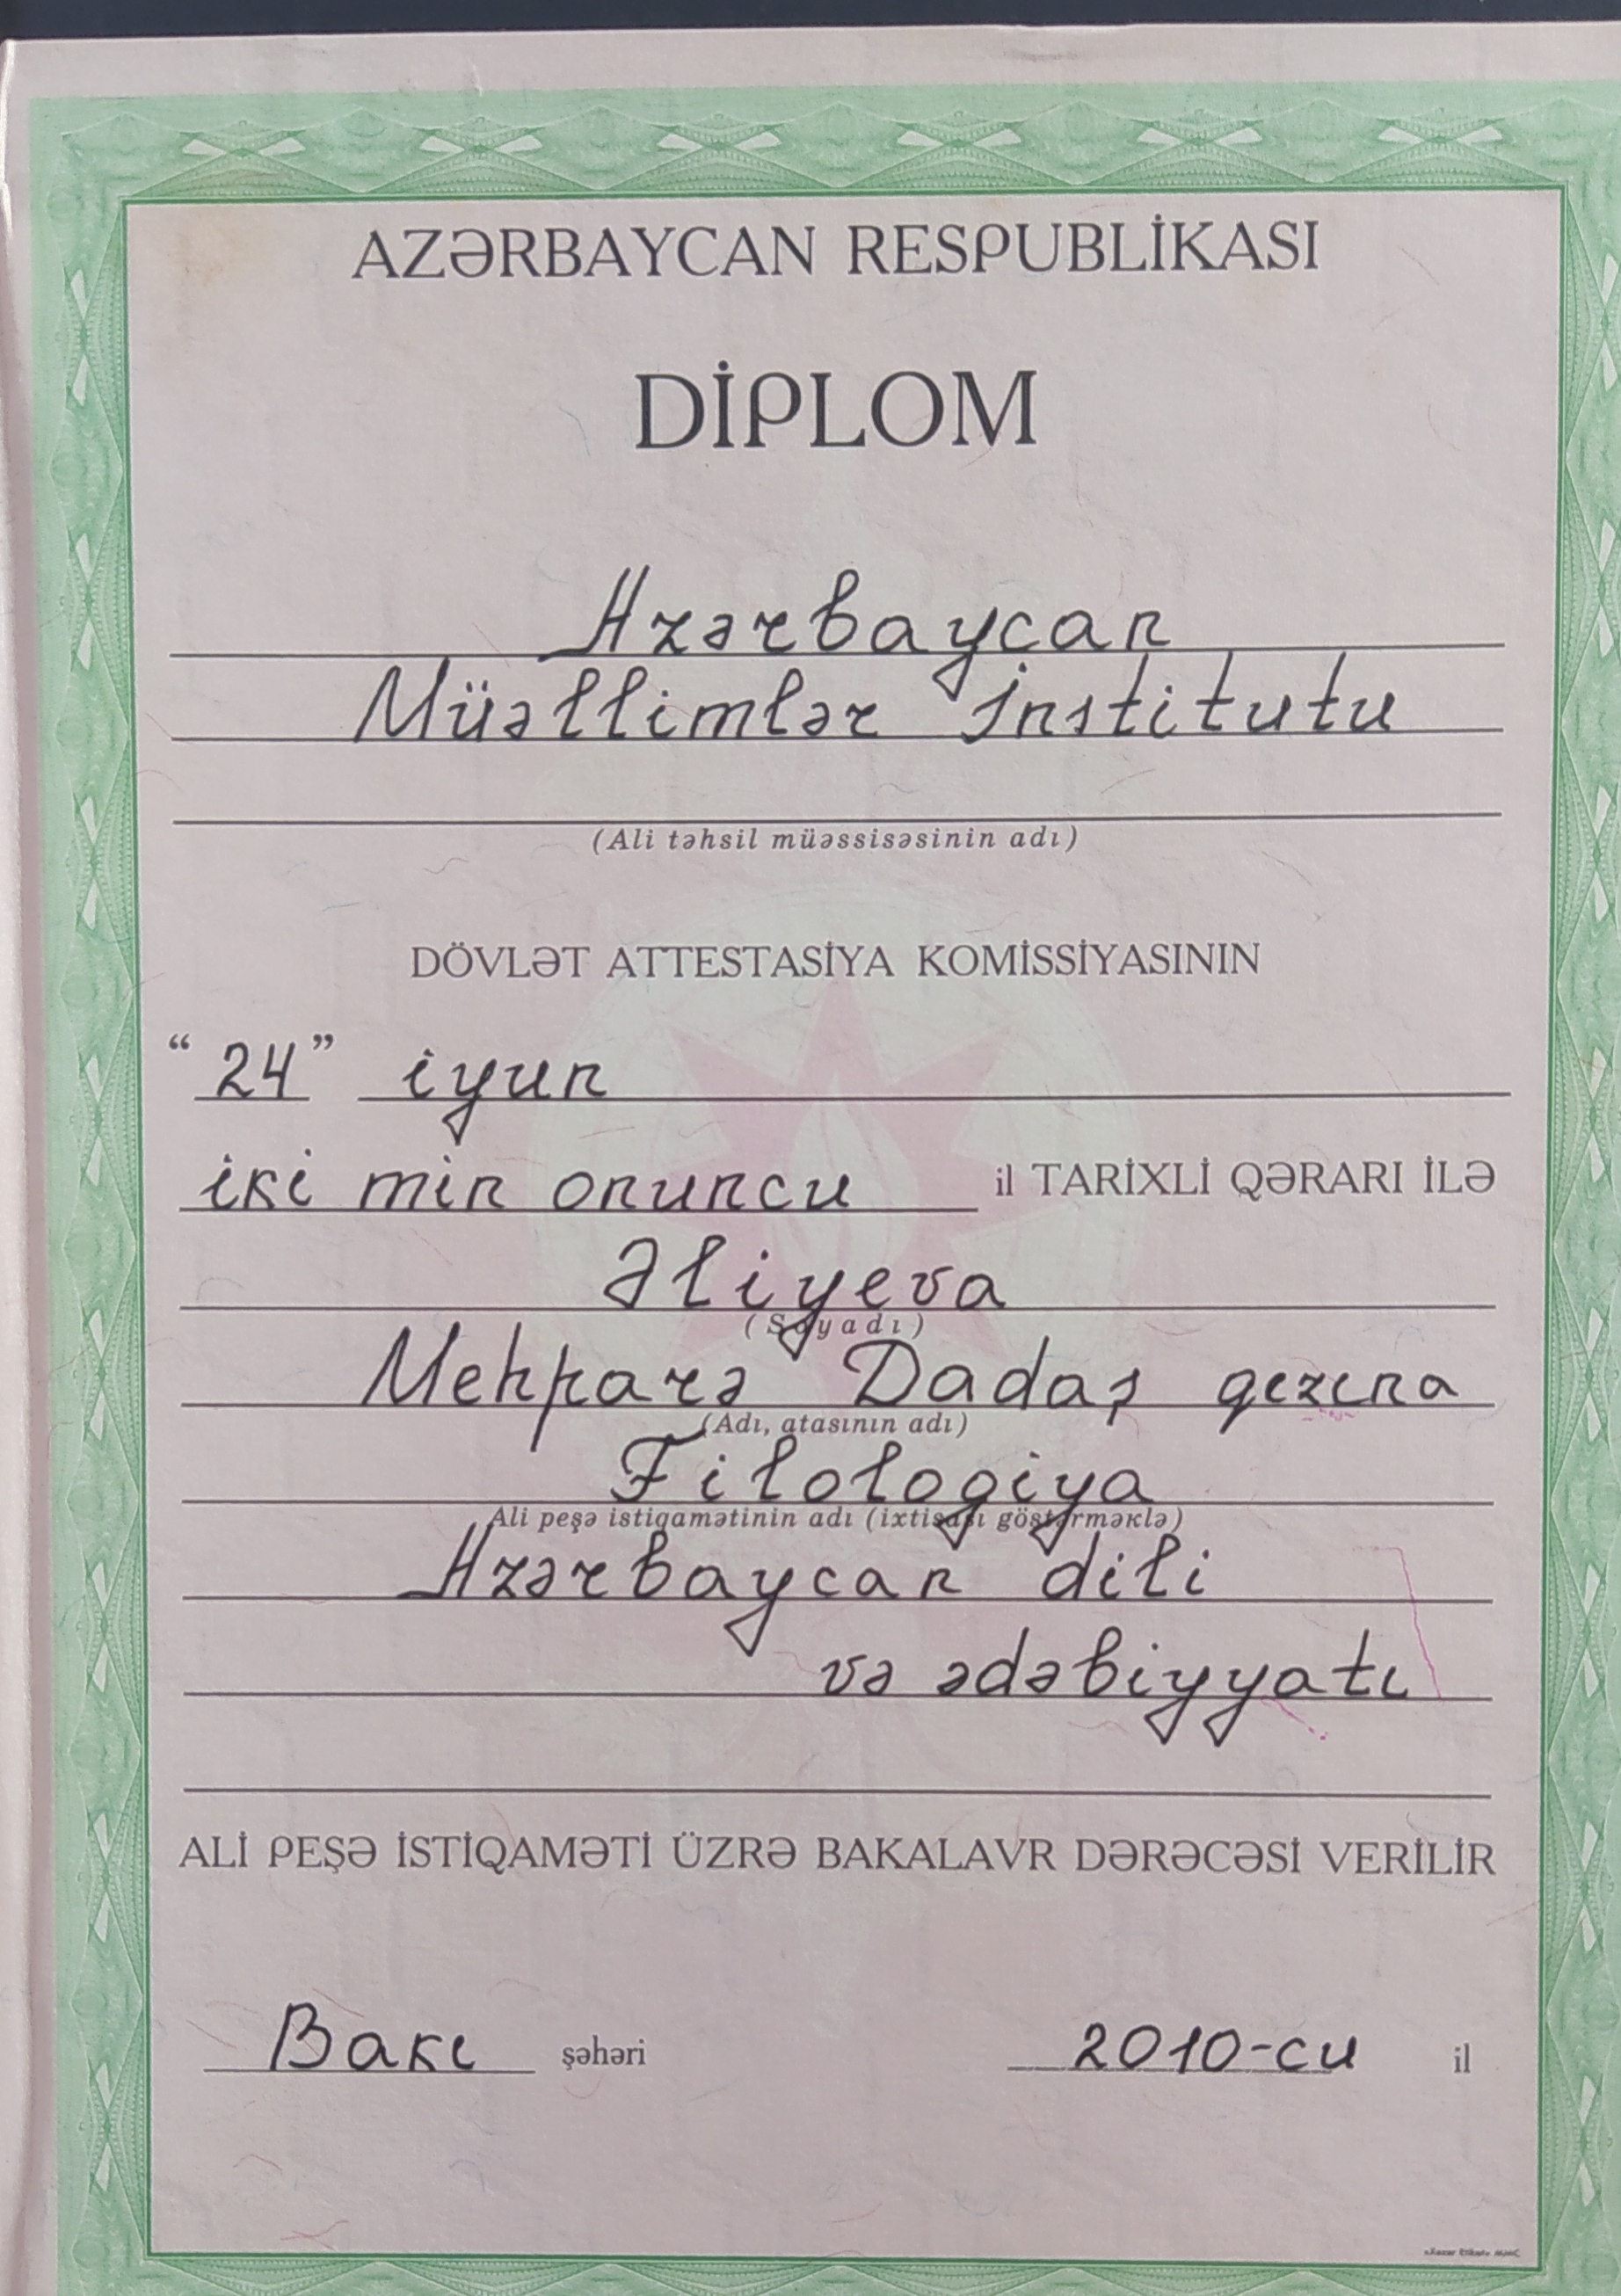 AZƏRBAYCAN RESPUBLİKASI
DİPLOM
Azərbaycan
Müəllimlər İnstitutu
(Ali təhsil müəssisəsinin adı)
DÖVLƏT ATTESTASİYA KOMİSSİYASININ
“24” iyun
iki min onuncu il TARİXLİ QƏRARI İLƏ
Əliyeva
(Soyadı)
Mehparə Dadaş qızına
(Adı, atasının adı)
Filologiya
Ali peşə istiqamətinin adı (ixtisası göstərməklə)
Azərbaycan dili
və ədəbiyyatı
ALİ PEŞƏ İSTİQAMƏTİ ÜZRƏ BAKALAVR DƏRƏCƏSİ VERİLİR
Bakı şəhəri 2010-cu il